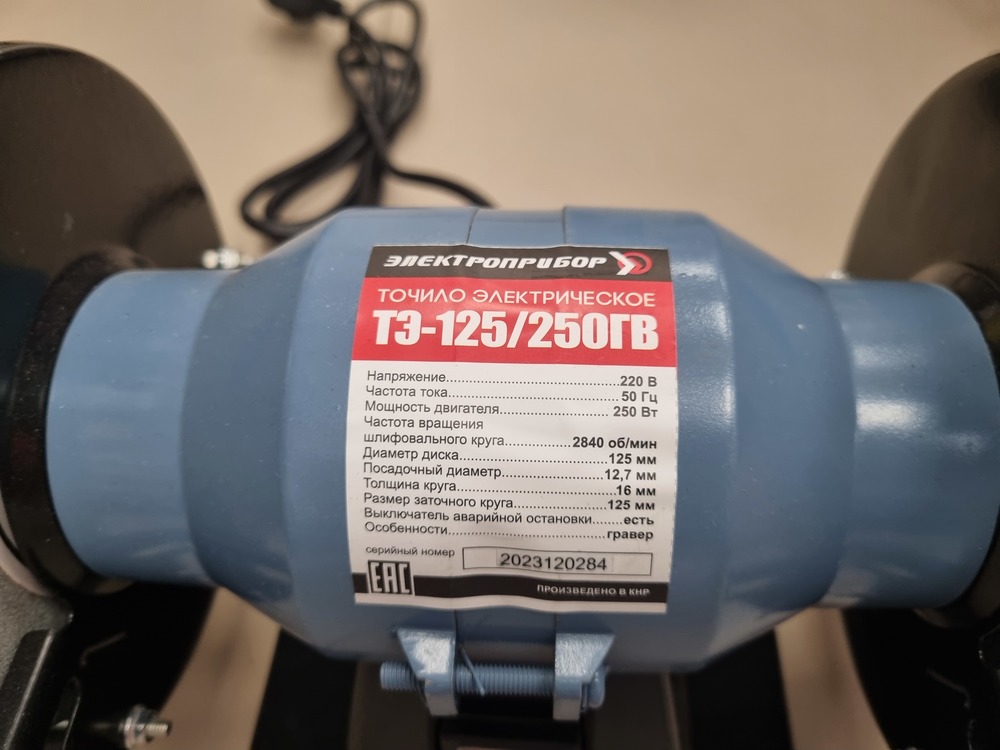 ЭЛЕКТРОПРИБОР
ТОЧИЛО ЭЛЕКТРИЧЕСКОЕ
ТЭ-125/250ГВ
Напряжение.....................................220 В
Частота тока.....................................50 Гц
Мощность двигателя.........................250 Вт
Частота вращения
шлифовального круга..............2840 об/мин
Диаметр диска................................125 мм
Посадочный диаметр......................12,7 мм
Толщина круга..................................16 мм
Размер заточного круга....................125 мм
Выключатель аварийной остановки.......есть
Особенности....................................гравер
серийный номер 2023120284
EAC ПРОИЗВЕДЕНО В КНР